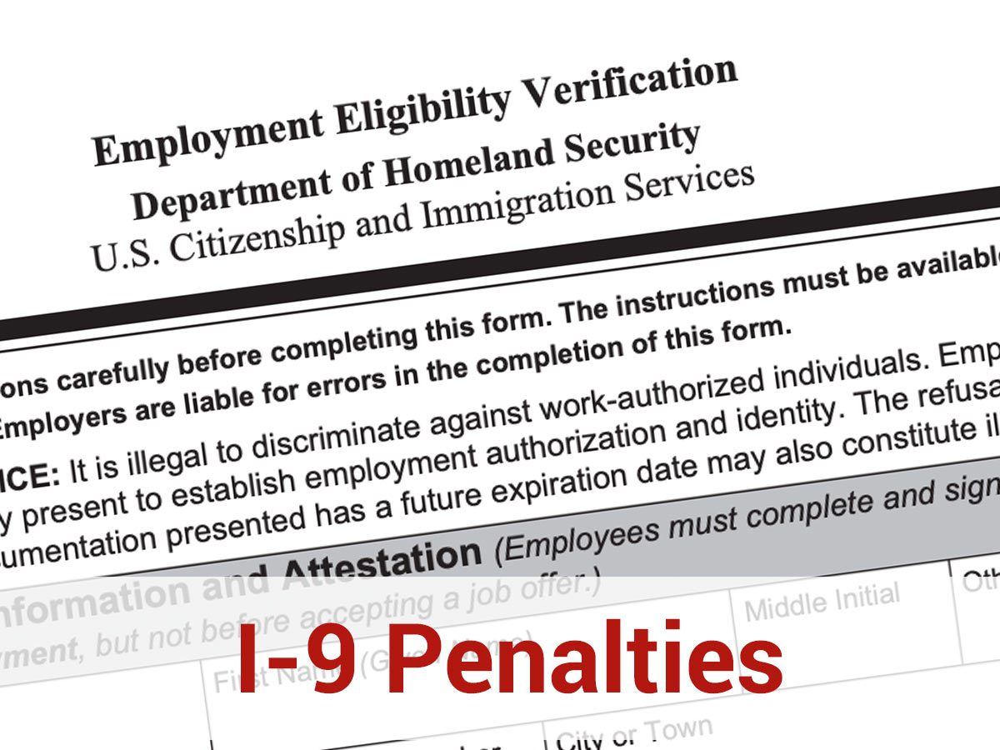 Employment Eligibility Verification
Department of Homeland Security
U.S. Citizenship and Immigration Services
ons carefully before completing this form. The instructions must be availabl
Employers are liable for errors in the completion of this form.
ICE: It is illegal to discriminate against work-authorized individuals. Emp
y present to establish employment authorization and identity. The refusa
umentation presented has a future expiration date may also constitute il
nformation and Attestation (Employees must complete and sign
yment, but not before accepting a job offer.)
First Name (Given Name) Middle Initial Oth
I-9 Penalties
City or Town